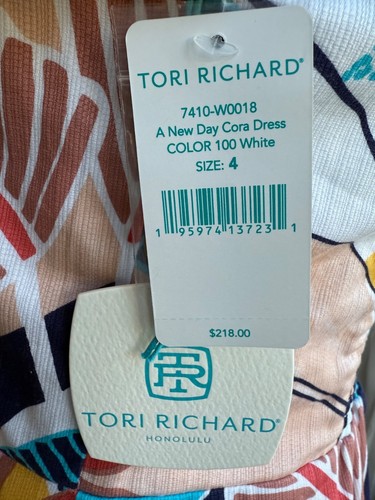 TORI RICHARD®
7410-W0018
A New Day Cora Dress
COLOR 100 White
SIZE: 4
1 95974 13723 1
$218.00
TR
TORI RICHARD®
HONOLULU